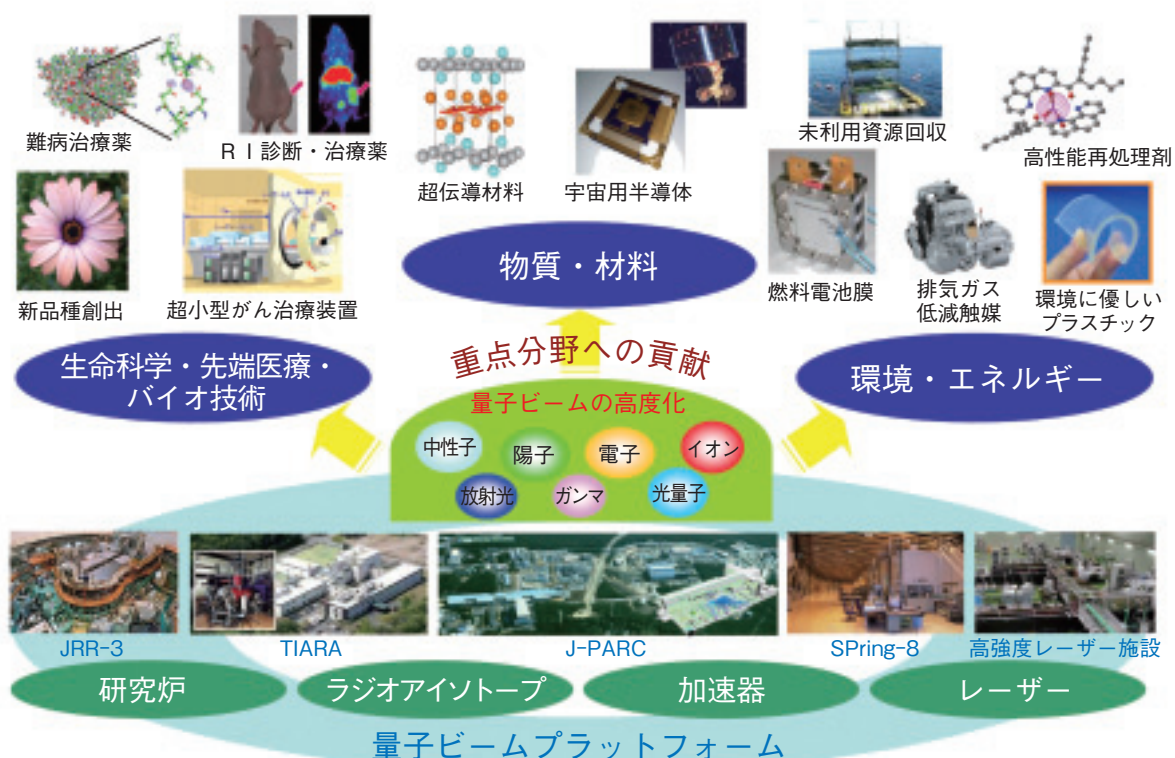 難病治療薬
ＲＩ診断・治療薬
超伝導材料
宇宙用半導体
未利用資源回収
高性能再処理剤
新品種創出
超小型がん治療装置
燃料電池膜
排気ガス
低減触媒
環境に優しい
プラスチック
生命科学・先端医療・
バイオ技術
物質・材料
環境・エネルギー
重点分野への貢献
量子ビームの高度化
中性子
陽子
電子
イオン
放射光
ガンマ
光量子
JRR-3
TIARA
J-PARC
SPring-8
高強度レーザー施設
研究炉
ラジオアイソトープ
加速器
レーザー
量子ビームプラットフォーム